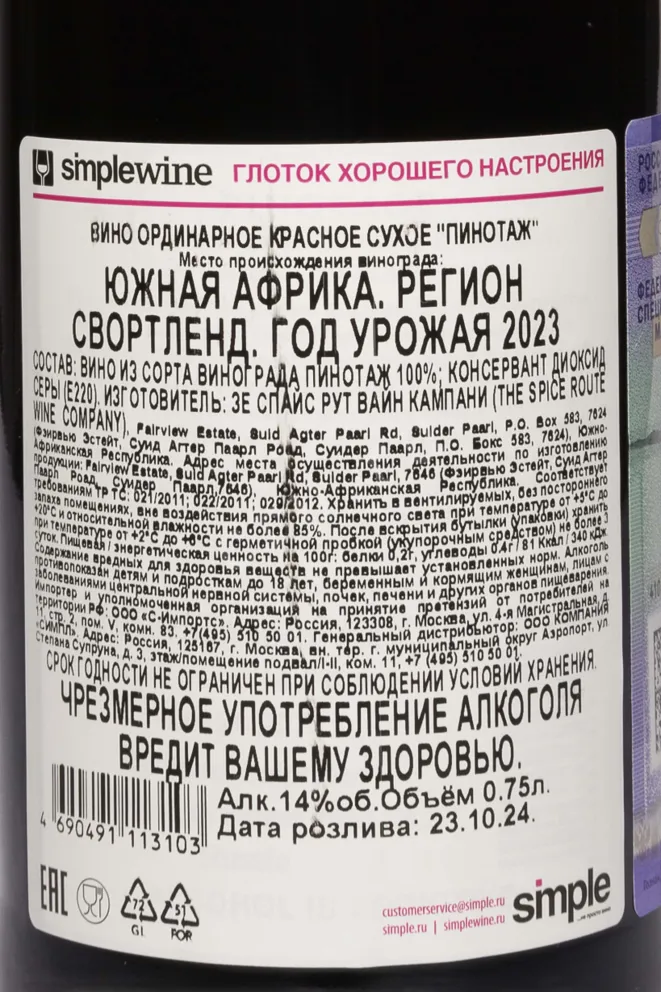 simplewine ГЛОТОК ХОРОШЕГО НАСТРОЕНИЯ
ВИНО ОРДИНАРНОЕ КРАСНОЕ СУХОЕ "ПИНОТАЖ"
Место происхождения винограда:
ЮЖНАЯ АФРИКА. РЕГИОН
СВОРТЛЕНД. ГОД УРОЖАЯ 2023
СОСТАВ: ВИНО ИЗ СОРТА ВИНОГРАДА ПИНОТАЖ 100%; КОНСЕРВАНТ ДИОКСИД
СЕРЫ (Е220). ИЗГОТОВИТЕЛЬ: ЗЕ СПАЙС РУТ ВАЙН КАМПАНИ (THE SPICE ROUTE
WINE COMPANY), Fairview Estate, Suid Agter Paarl Rd, Suider Paarl, P.O. Box 583, 7624
(Фэирвью Эстейт, Суид Агтер Паарл Роад, Суидер Паарл, П.О. Бокс 583, 7624), Южно-
Африканская Республика. Адрес места осуществления деятельности по изготовлению
продукции: Fairview Estate, Suid Agter Paarl Rd, Suider Paarl, 7646 (Фэирвью Эстейт, Суид Агтер
Паарл Роад, Суидер Паарл, 7646), Южно-Африканская Республика. Соответствует
требованиям ТР ТС: 021/2011; 022/2011; 029/2012. Хранить в вентилируемых, без постороннего
запаха помещениях, вне воздействия прямого солнечного света при температуре от +5°С до
+20°С и относительной влажности не более 85%. После вскрытия бутылки (упаковки) хранить
при температуре от +2°С до +6°С с герметичной пробкой (укупорочным средством) не более 3
суток. Пищевая / энергетическая ценность на 100г: белки 0,2г, углеводы 0,4г / 81 Ккал / 340 кДж
Содержание вредных для здоровья веществ не превышает установленных норм. Алкоголь
противопоказан детям и подросткам до 18 лет, беременным и кормящим женщинам, лицам с
заболеваниями центральной нервной системы, почек, печени и других органов пищеварения.
Импортер и уполномоченная организация на принятие претензий от потребителей на
территории РФ: ООО «С-Импортс». Адрес: Россия, 123308, г. Москва, ул. 4-я Магистральная, д.
11, стр. 2, пом. V, комн. 83, +7(495) 510 50 01. Генеральный дистрибьютор: ООО КОМПАНИЯ
«СИМПЛ», Адрес: Россия, 125167, г. Москва, вн. тер. г. муниципальный округ Аэропорт, ул
Степана Супруна, д. 3, этаж/помещение подвал/I-II, ком. 11, +7 (495) 510 50 01.
СРОК ГОДНОСТИ НЕ ОГРАНИЧЕН ПРИ СОБЛЮДЕНИИ УСЛОВИЙ ХРАНЕНИЯ.
ЧРЕЗМЕРНОЕ УПОТРЕБЛЕНИЕ АЛКОГОЛЯ
ВРЕДИТ ВАШЕМУ ЗДОРОВЬЮ.
Алк.14%об.Объём 0.75л.
Дата розлива: 23.10.24.
4 690491 113103
EAC
72
GL
51
FOR
customerservice@simple.ru
simple.ru | simplewine.ru
simple
...не просто вино